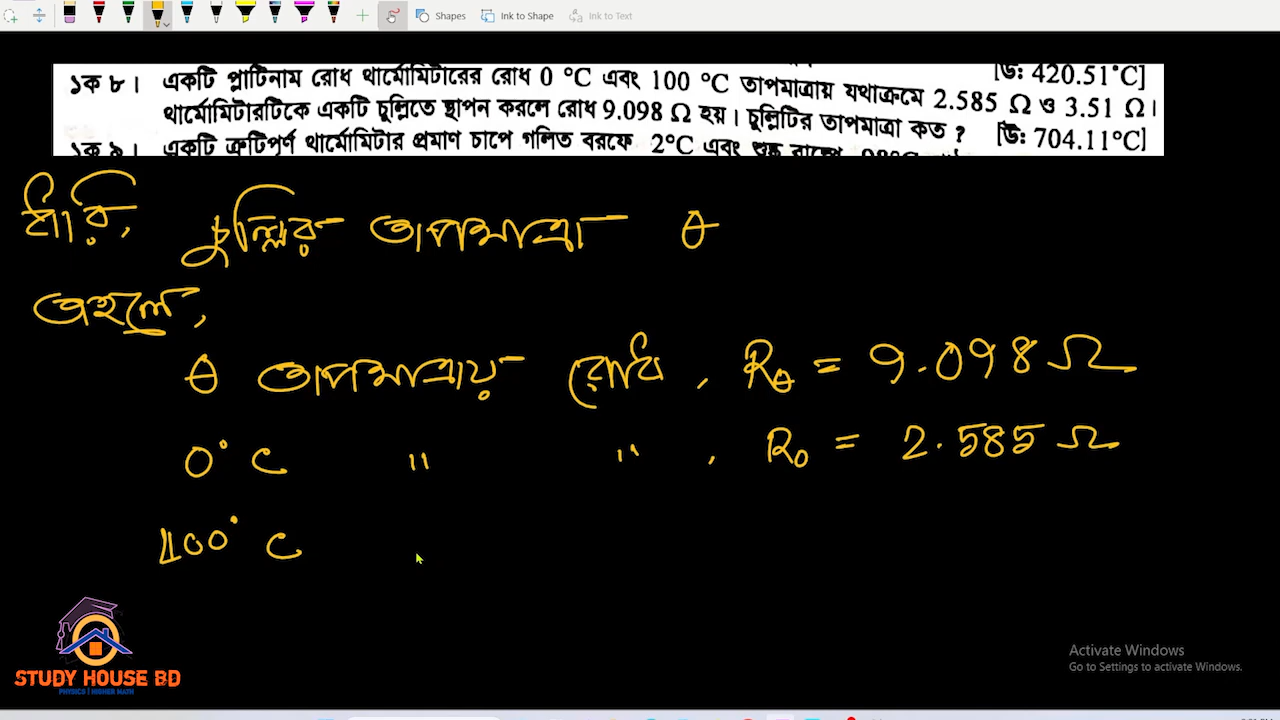 Shapes Ink to Shape Ink to Text
[উ: 420.51°C]
১ক ৮। একটি প্লাটিনাম রোধ থার্মোমিটারের রোধ 0 °C এবং 100 °C তাপমাত্রায় যথাক্রমে 2.585 Ω ও 3.51 Ω।
থার্মোমিটারটিকে একটি চুল্লিতে স্থাপন করলে রোধ 9.098 Ω হয়। চুল্লিটির তাপমাত্রা কত ? [উ: 704.11°C]
১ক ৯। একটি ত্রুটিপূর্ণ থার্মোমিটার প্রমাণ চাপে গলিত বরফে 2°C এবং শুষ্ক বাষ্পে
ধরি, চুল্লির তাপমাত্রা θ
তাহলে,
θ তাপমাত্রায় রোধ, Rθ = 9.098 Ω
0° C " " , R0 = 2.585 Ω
100° C
Activate Windows
Go to Settings to activate Windows.
STUDY HOUSE BD
PHYSICS | HIGHER MATH